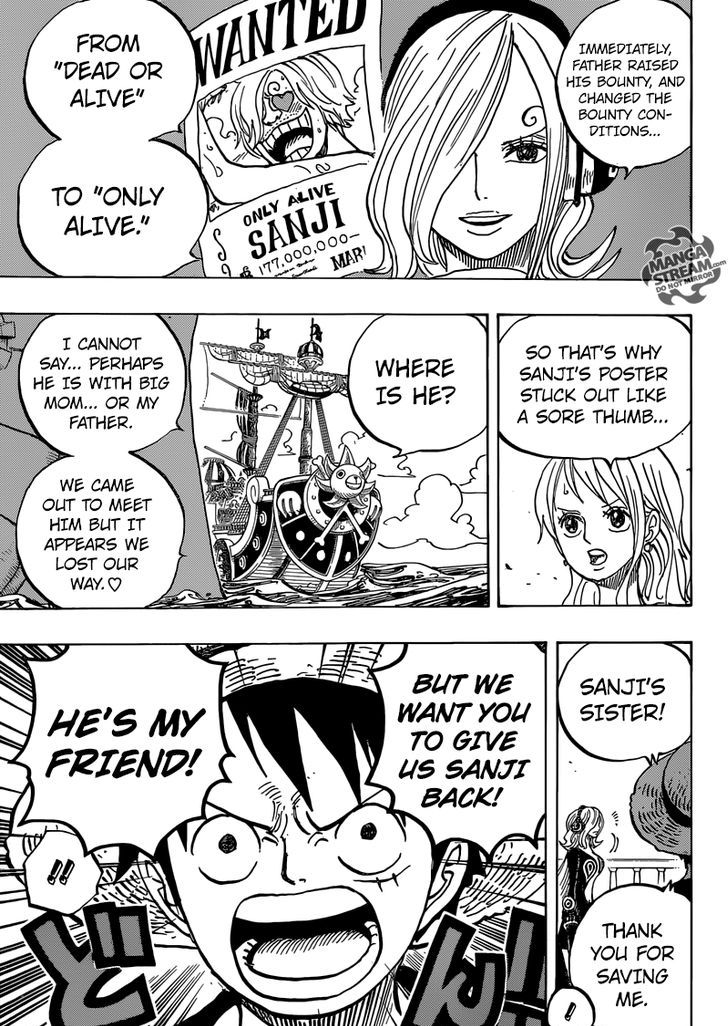 IMMEDIATELY,
FATHER RAISED
HIS BOUNTY, AND
CHANGED THE
BOUNTY CON-
DITIONS...
WANTED
ONLY ALIVE
SANJI
177,000,000-
MARI
FROM
"DEAD OR
ALIVE"
TO "ONLY
ALIVE."
MANGA
STREAM.com
DO NOT MIRROR
SO THAT'S WHY
SANJI'S POSTER
STUCK OUT LIKE
A SORE THUMB...
WHERE
IS HE?
I CANNOT
SAY... PERHAPS
HE IS WITH BIG
MOM... OR MY
FATHER.
WE CAME
OUT TO MEET
HIM BUT IT
APPEARS WE
LOST OUR
WAY.♡
SANJI'S
SISTER!
THANK
YOU FOR
SAVING
ME.
!
BUT WE
WANT YOU
TO GIVE
US SANJI
BACK!
HE'S MY
FRIEND!
!!
どん!!